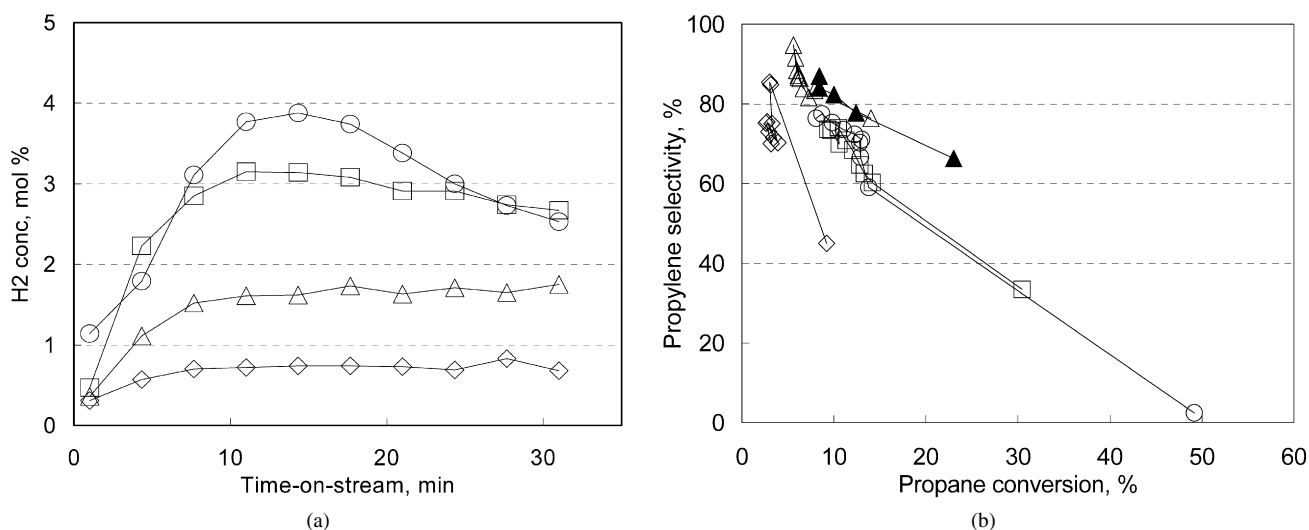 5
4
3
2
1
0
H2 conc, mol %
0 10 20 30
Time-on-stream, min
(a)
100
80
60
40
20
0
Propylene selectivity, %
0 10 20 30 40 50 60
Propane conversion, %
(b)